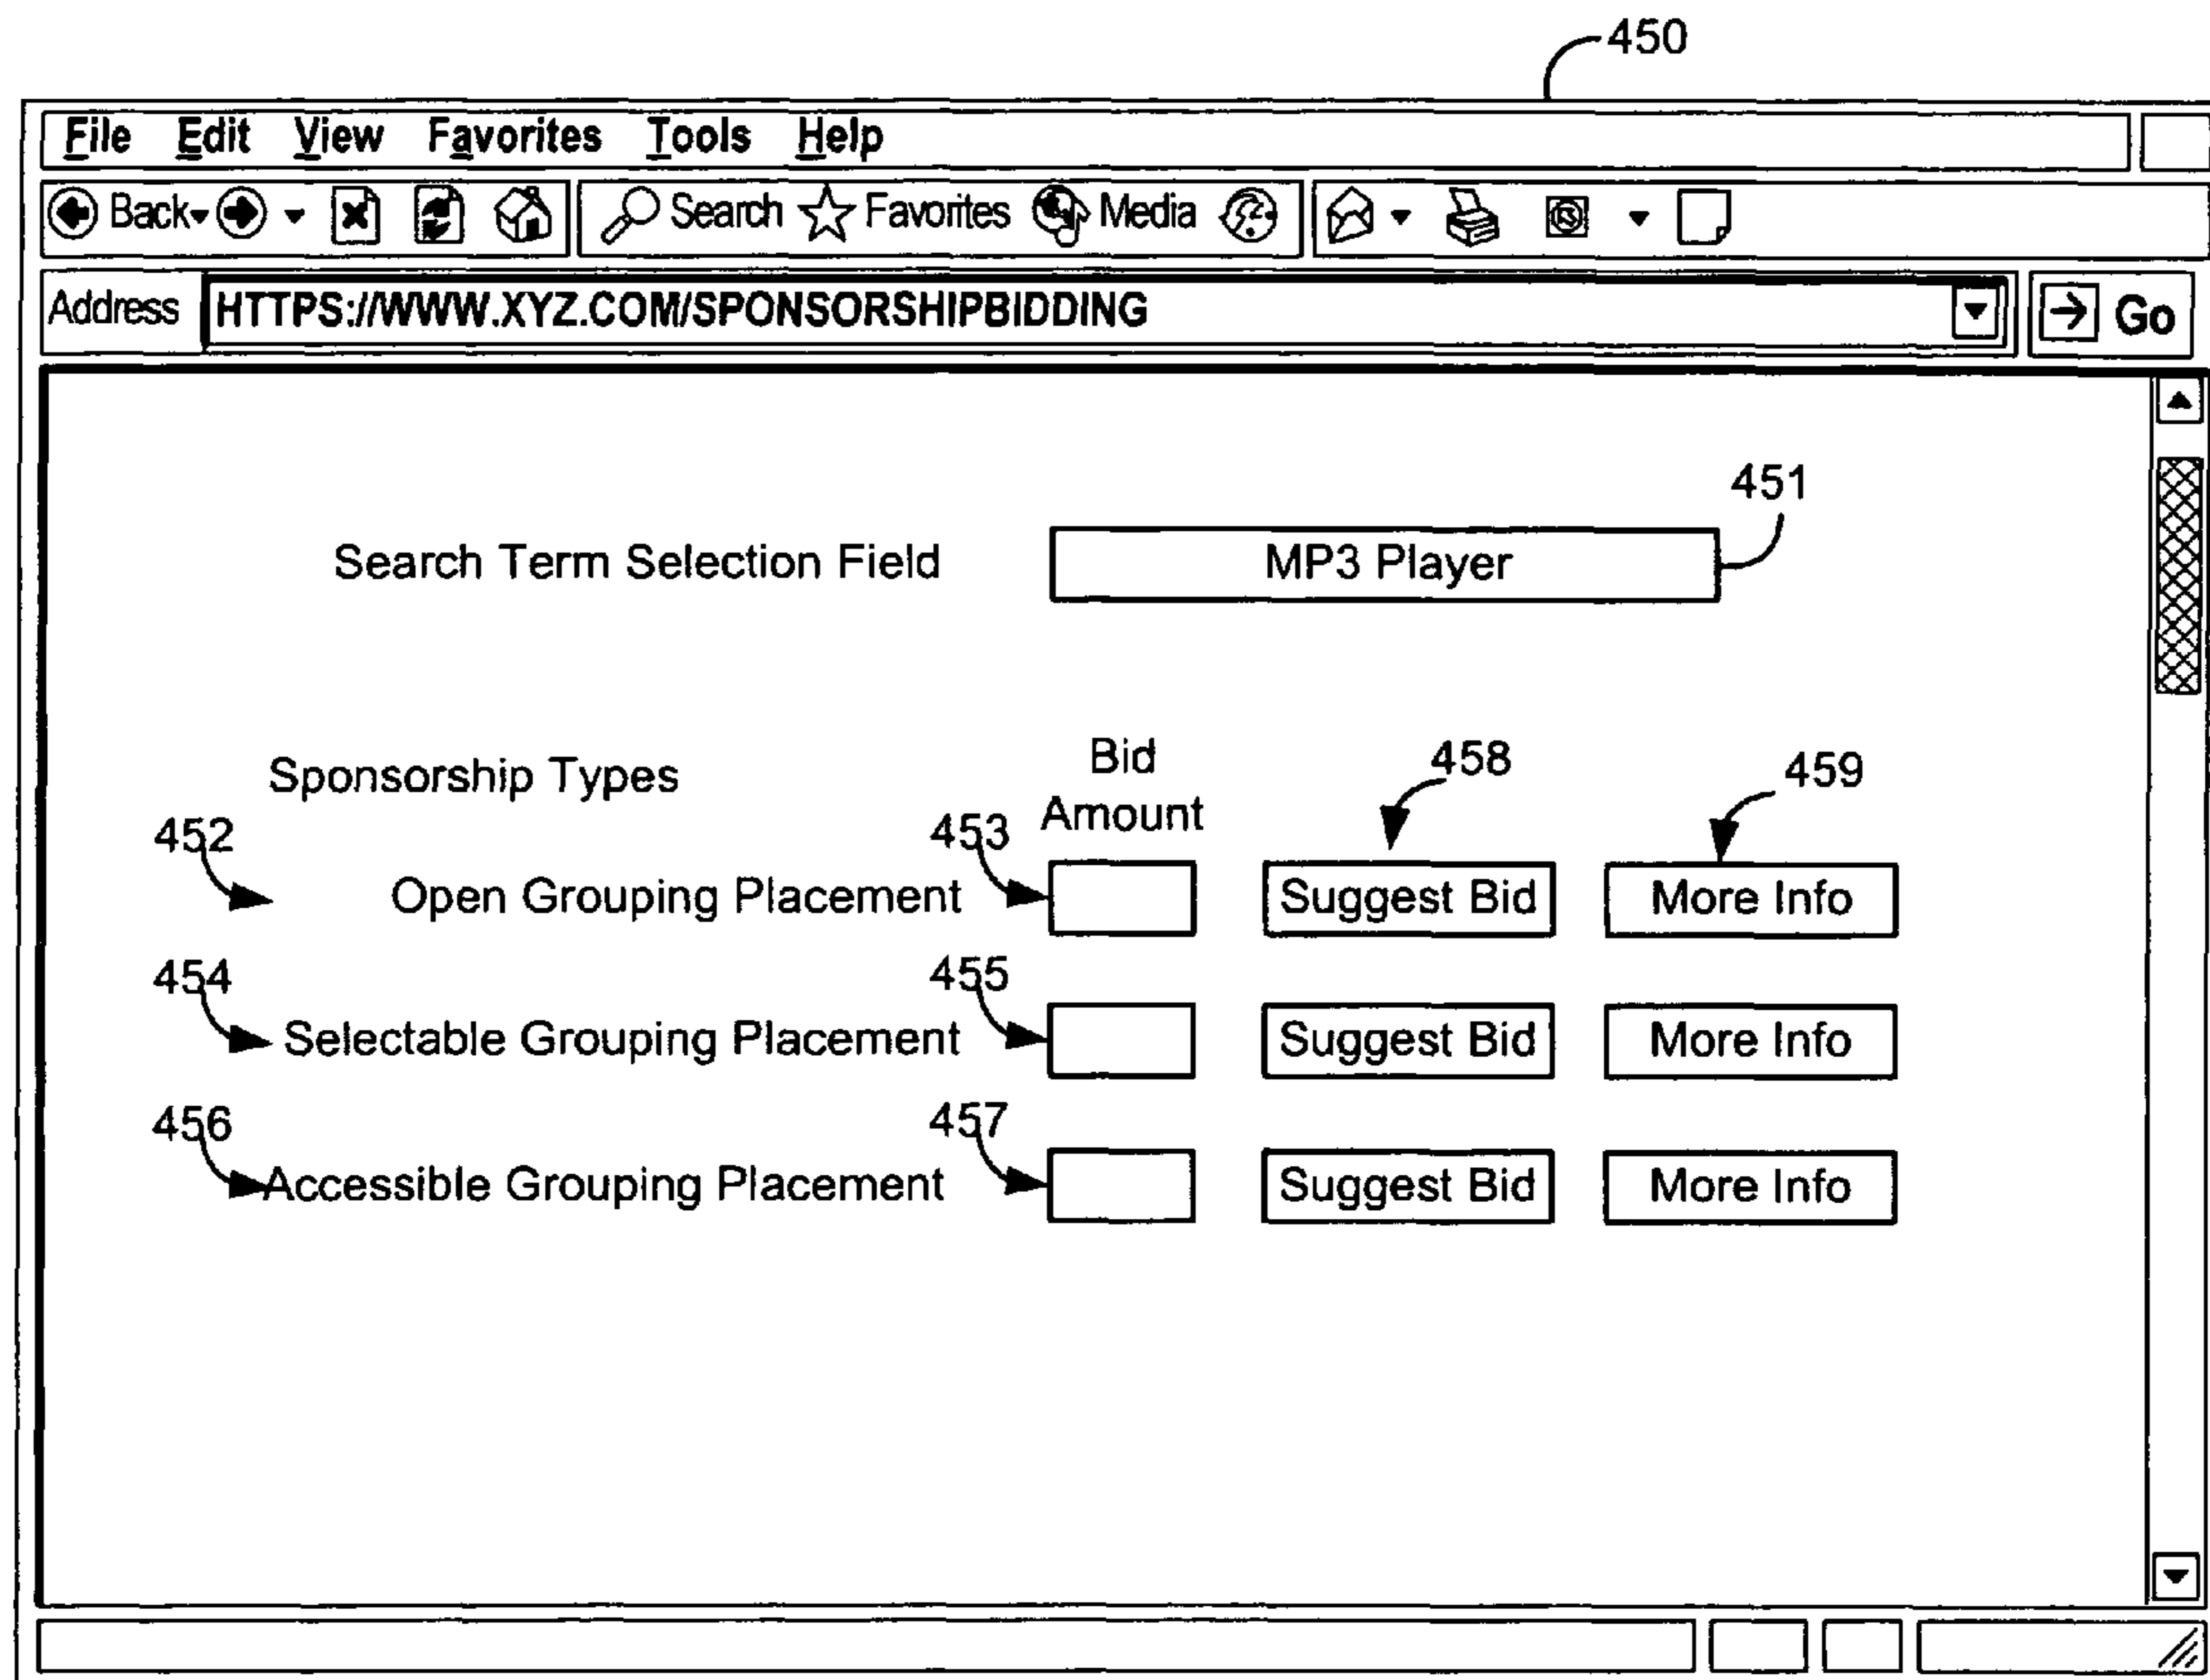 450
File Edit View Favorites Tools Help
Back Search Favorites Media
Address HTTPS://WWW.XYZ.COM/SPONSORSHIPBIDDING Go
451
Search Term Selection Field MP3 Player
Sponsorship Types Bid Amount 458 459
452 453
Open Grouping Placement Suggest Bid More Info
454 455
Selectable Grouping Placement Suggest Bid More Info
456 457
Accessible Grouping Placement Suggest Bid More Info